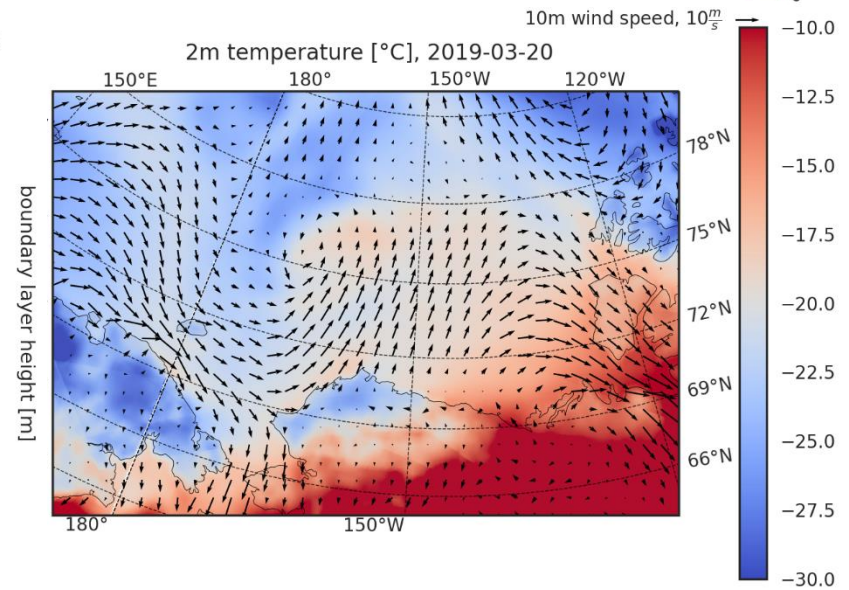 10m wind speed, 10 m/s
2m temperature [°C], 2019-03-20
150°E 180° 150°W 120°W
78°N
75°N
72°N
69°N
66°N
180° 150°W
boundary layer height [m]
−10.0
−12.5
−15.0
−17.5
−20.0
−22.5
−25.0
−27.5
−30.0